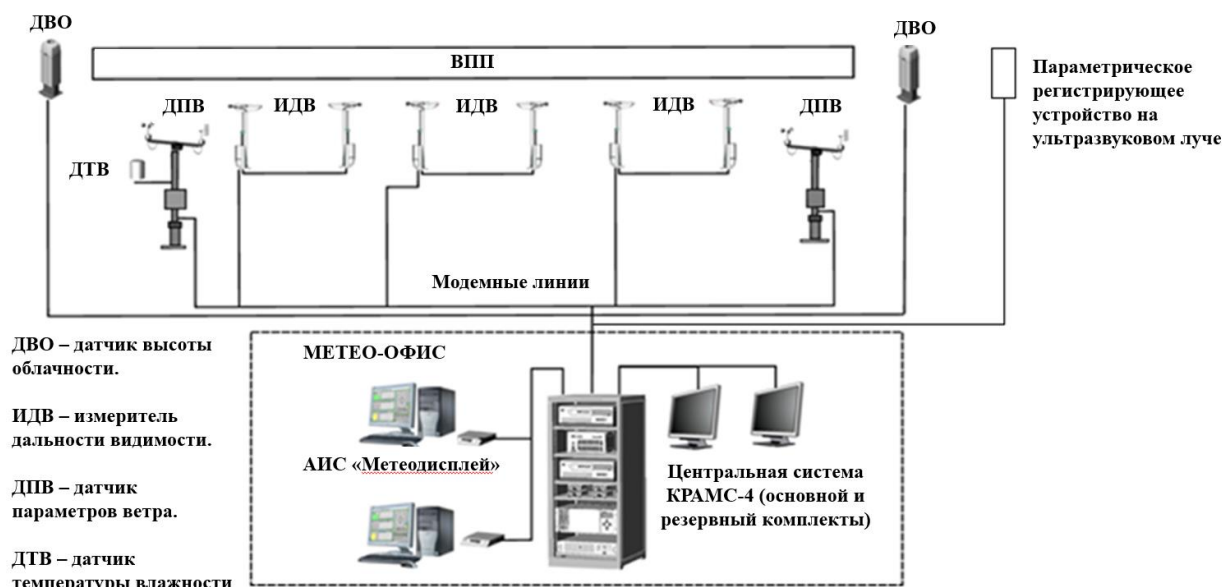 ДВО
ДВО
ВПП
Параметрическое
регистрирующее
устройство на
ультразвуковом луче
ДПВ
ИДВ
ИДВ
ИДВ
ДПВ
ДТВ
Модемные линии
ДВО – датчик высоты
облачности.
ИДВ – измеритель
дальности видимости.
ДПВ – датчик
параметров ветра.
ДТВ – датчик
температуры влажности
МЕТЕО-ОФИС
АИС «Метеодисплей»
Центральная система
КРАМС-4 (основной и
резервный комплекты)